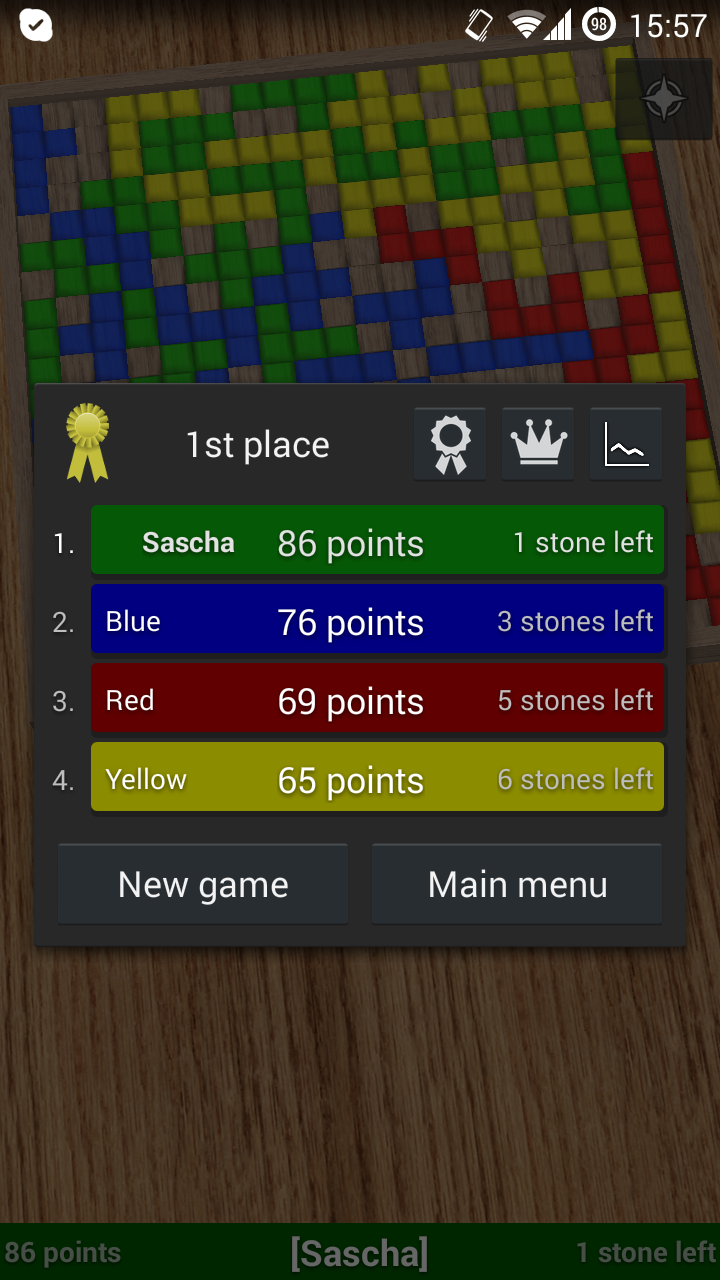 98 15:57
1st place
1. Sascha 86 points 1 stone left
2. Blue 76 points 3 stones left
3. Red 69 points 5 stones left
4. Yellow 65 points 6 stones left
New game Main menu
86 points [Sascha] 1 stone left